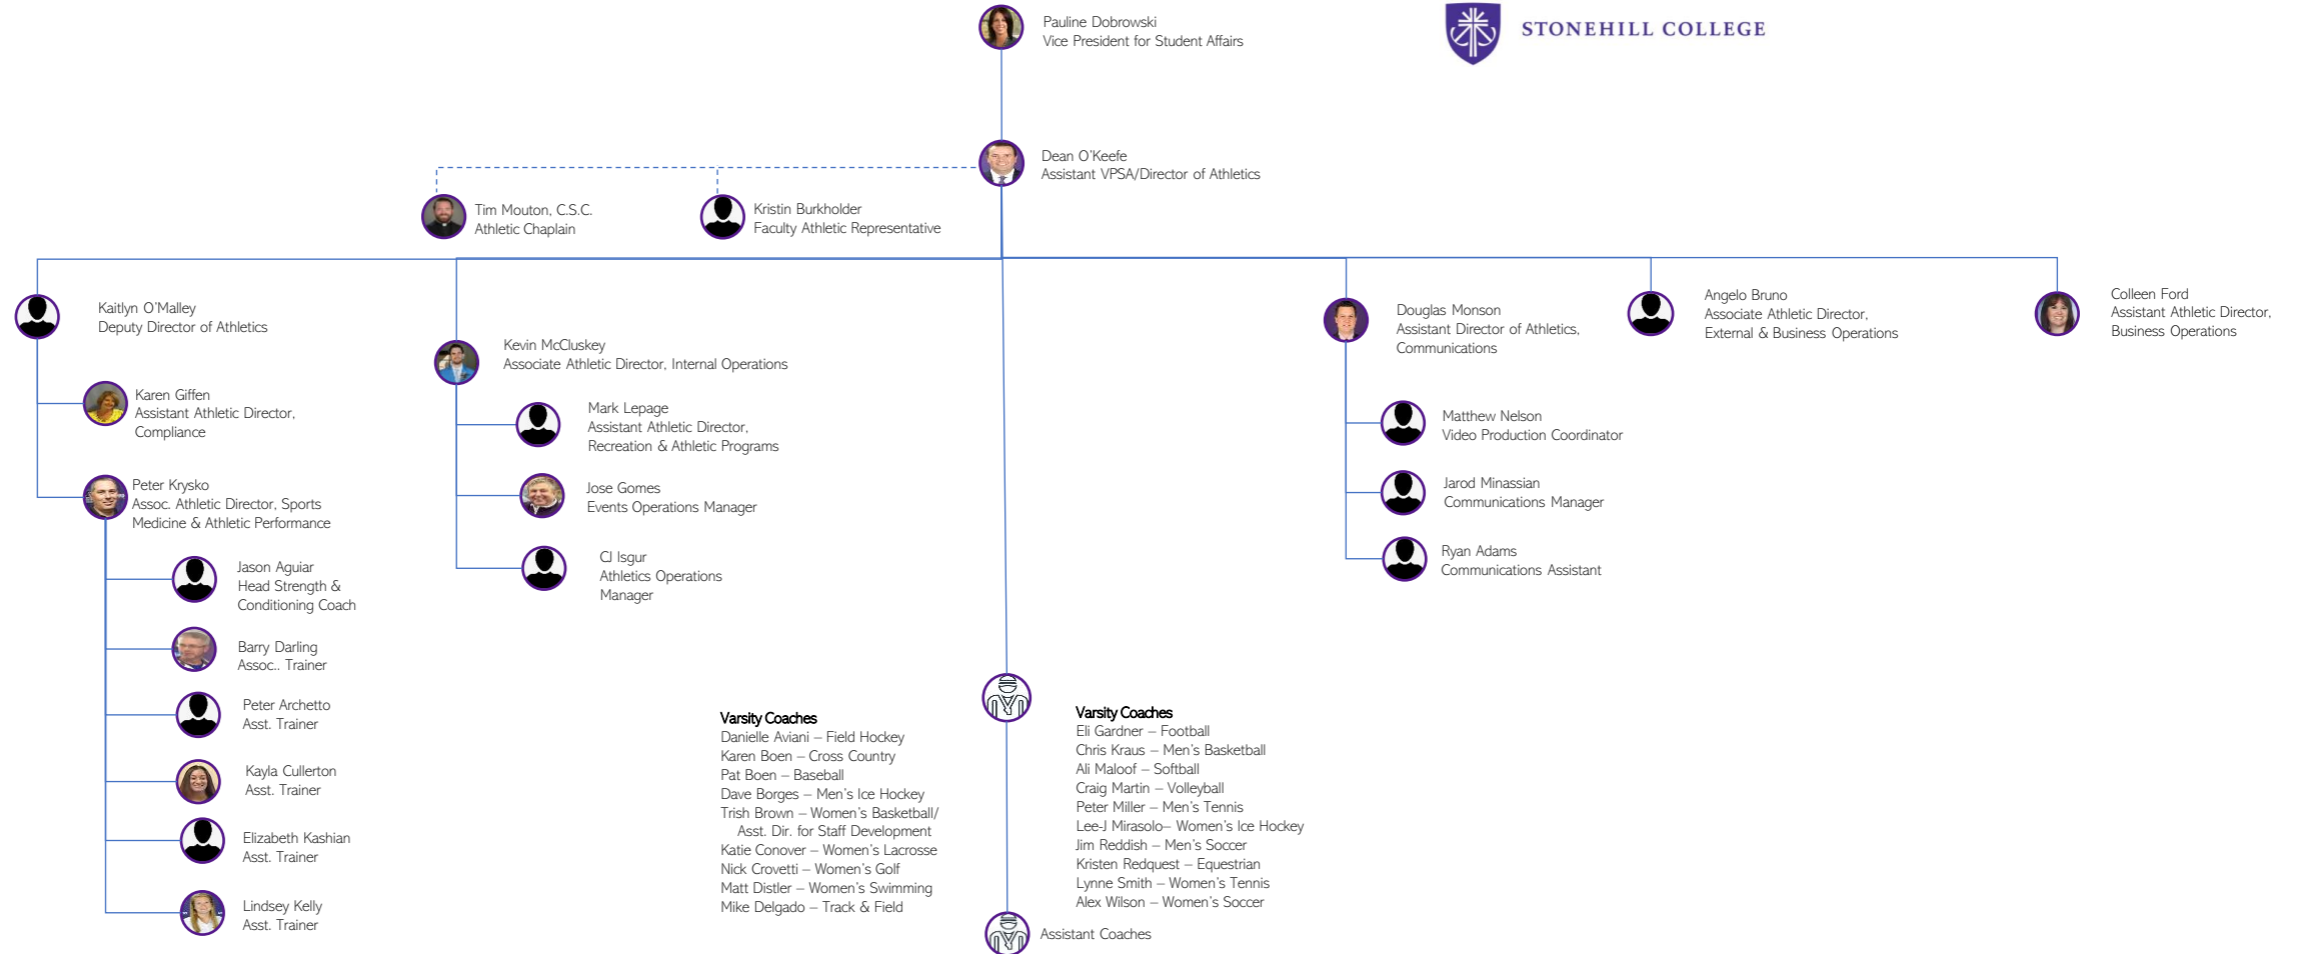 Pauline Dobrowski
Vice President for Student Affairs
STONEHILL COLLEGE
Dean O'Keefe
Assistant VPSA/Director of Athletics
Tim Mouton, C.S.C.
Athletic Chaplain
Kristin Burkholder
Faculty Athletic Representative
Kaitlyn O'Malley
Deputy Director of Athletics
Karen Giffen
Assistant Athletic Director,
Compliance
Peter Krysko
Assoc. Athletic Director, Sports
Medicine & Athletic Performance
Jason Aguiar
Head Strength &
Conditioning Coach
Barry Darling
Assoc.. Trainer
Peter Archetto
Asst. Trainer
Kayla Cullerton
Asst. Trainer
Elizabeth Kashian
Asst. Trainer
Lindsey Kelly
Asst. Trainer
Kevin McCluskey
Associate Athletic Director, Internal Operations
Mark Lepage
Assistant Athletic Director,
Recreation & Athletic Programs
Jose Gomes
Events Operations Manager
CJ Isgur
Athletics Operations
Manager
Varsity Coaches
Danielle Aviani – Field Hockey
Karen Boen – Cross Country
Pat Boen – Baseball
Dave Borges – Men's Ice Hockey
Trish Brown – Women's Basketball/
Asst. Dir. for Staff Development
Katie Conover – Women's Lacrosse
Nick Crovetti – Women's Golf
Matt Distler – Women's Swimming
Mike Delgado – Track & Field
Varsity Coaches
Eli Gardner – Football
Chris Kraus – Men's Basketball
Ali Maloof – Softball
Craig Martin – Volleyball
Peter Miller – Men's Tennis
Lee-J Mirasolo– Women's Ice Hockey
Jim Reddish – Men's Soccer
Kristen Redquest – Equestrian
Lynne Smith – Women's Tennis
Alex Wilson – Women's Soccer
Assistant Coaches
Douglas Monson
Assistant Director of Athletics,
Communications
Matthew Nelson
Video Production Coordinator
Jarod Minassian
Communications Manager
Ryan Adams
Communications Assistant
Angelo Bruno
Associate Athletic Director,
External & Business Operations
Colleen Ford
Assistant Athletic Director,
Business Operations